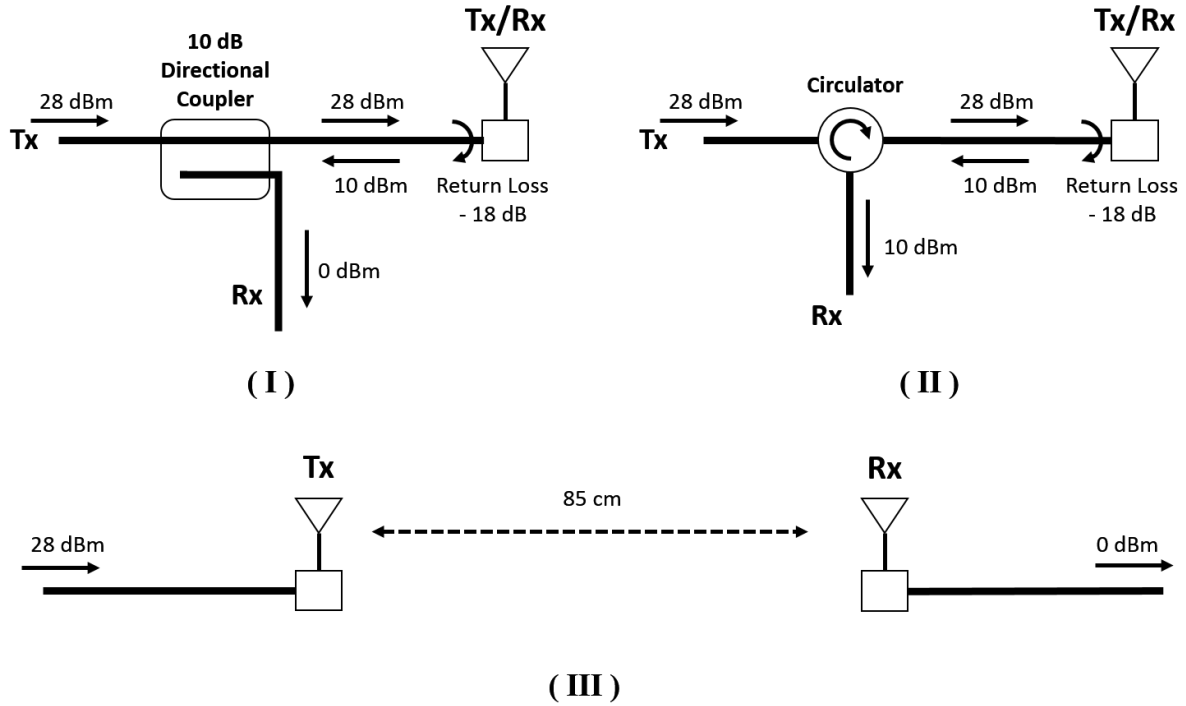 10 dB
Directional
Coupler
Tx/Rx
28 dBm
28 dBm
Tx
10 dBm
Return Loss
- 18 dB
0 dBm
Rx
( I )
Tx/Rx
Circulator
28 dBm
28 dBm
Tx
10 dBm
Return Loss
- 18 dB
10 dBm
Rx
( II )
Tx
Rx
85 cm
28 dBm
0 dBm
( III )